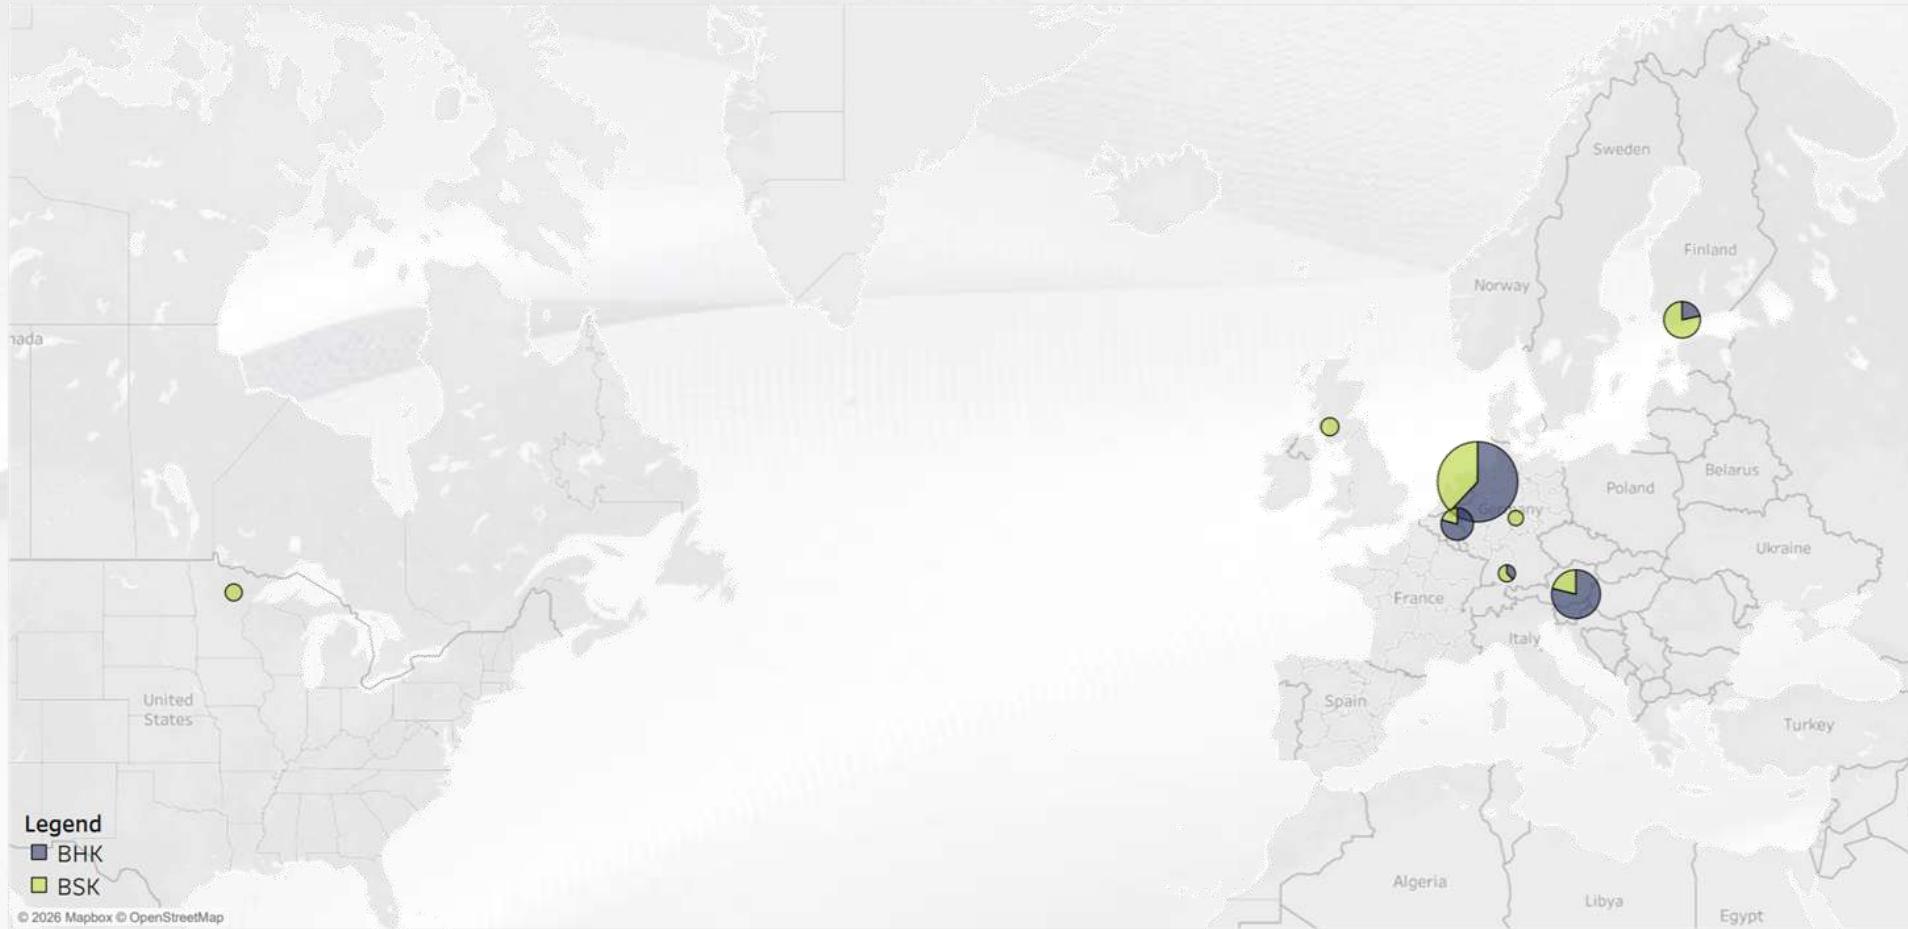 Sweden
Finland
Norway
nada
Belarus
Poland
Germany
Ukraine
France
Italy
United
States
Spain
Turkey
Legend
BHK
BSK
Algeria
Libya
Egypt
© 2026 Mapbox © OpenStreetMap